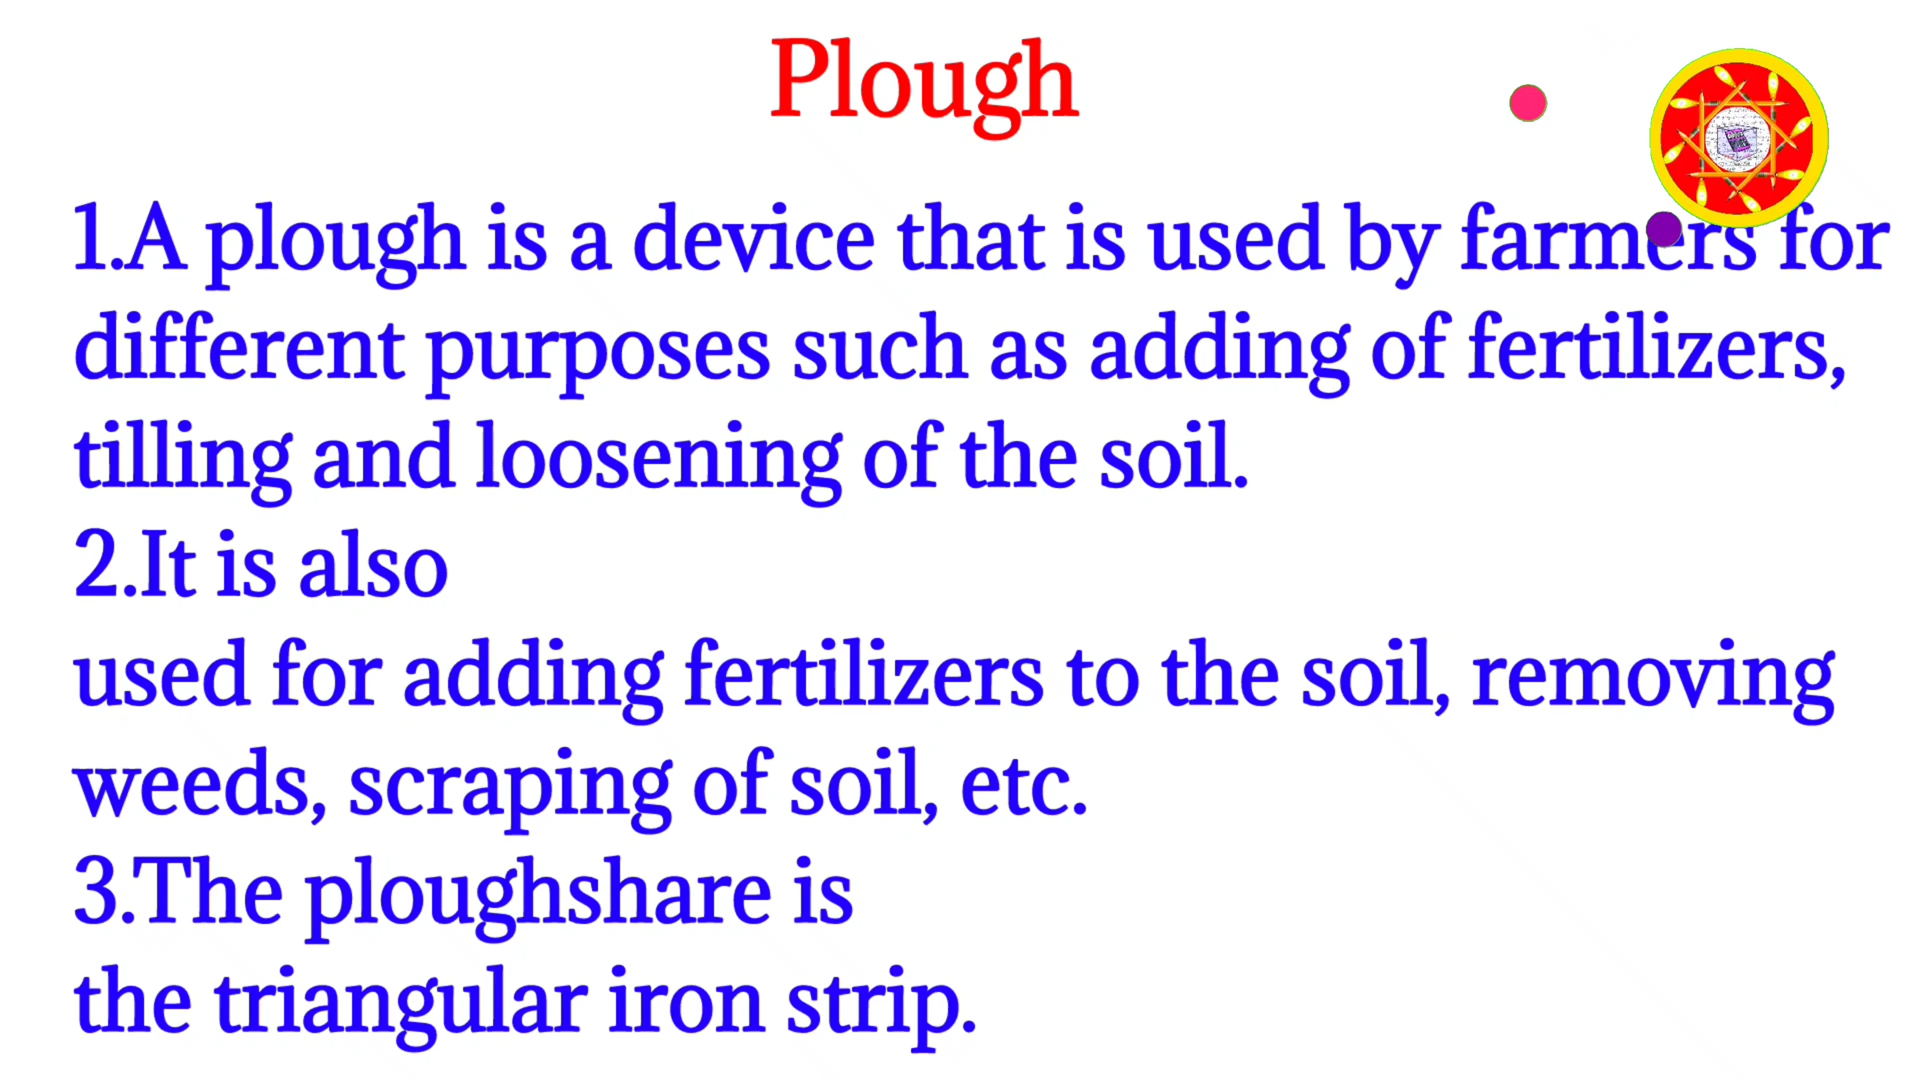 Plough
1.A plough is a device that is used by farmers for
different purposes such as adding of fertilizers,
tilling and loosening of the soil.
2.It is also
used for adding fertilizers to the soil, removing
weeds, scraping of soil, etc.
3.The ploughshare is
the triangular iron strip.